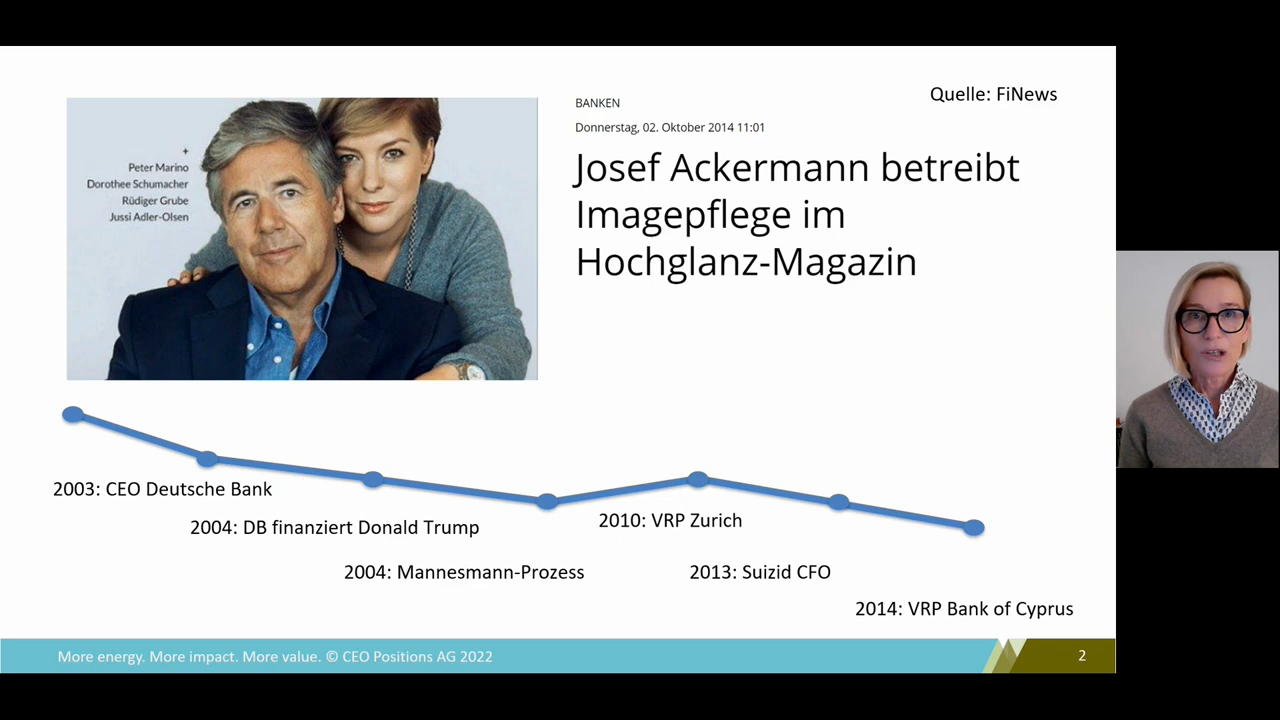 Quelle: FiNews
BANKEN
Donnerstag, 02. Oktober 2014 11:01
Josef Ackermann betreibt
Imagepflege im
Hochglanz-Magazin
+
Peter Marino
Dorothee Schumacher
Rüdiger Grube
Jussi Adler-Olsen
2003: CEO Deutsche Bank
2004: DB finanziert Donald Trump
2004: Mannesmann-Prozess
2010: VRP Zurich
2013: Suizid CFO
2014: VRP Bank of Cyprus
More energy. More impact. More value. © CEO Positions AG 2022
2